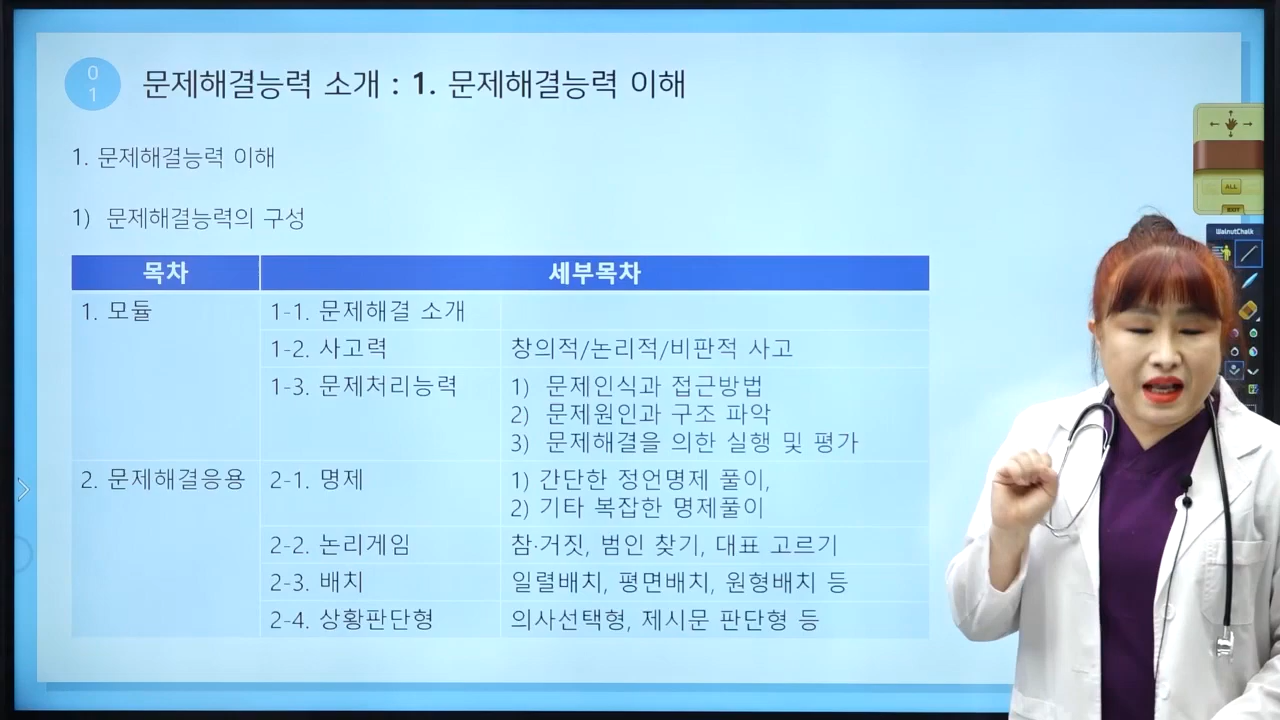 0
1
문제해결능력 소개 : 1. 문제해결능력 이해
1. 문제해결능력 이해
1) 문제해결능력의 구성
목차 세부목차
1. 모듈 1-1. 문제해결 소개
1-2. 사고력 창의적/논리적/비판적 사고
1-3. 문제처리능력 1) 문제인식과 접근방법
2) 문제원인과 구조 파악
3) 문제해결을 의한 실행 및 평가
2. 문제해결응용 2-1. 명제 1) 간단한 정언명제 풀이,
2) 기타 복잡한 명제풀이
2-2. 논리게임 참·거짓, 범인 찾기, 대표 고르기
2-3. 배치 일렬배치, 평면배치, 원형배치 등
2-4. 상황판단형 의사선택형, 제시문 판단형 등
ALL
EXIT
WalnutChalk